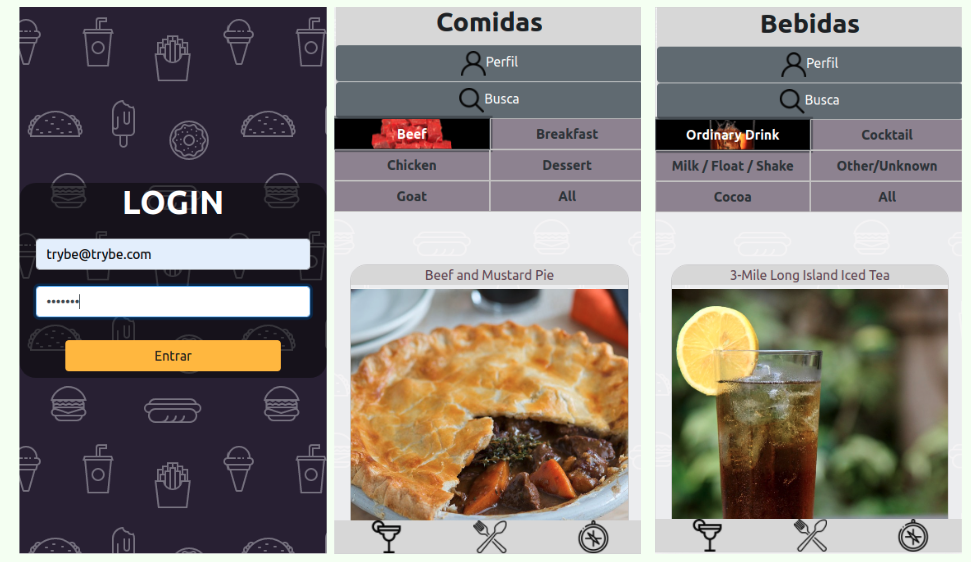 LOGIN
trybe@trybe.com
•••••••
Entrar
Comidas
Perfil
Busca
Beef
Breakfast
Chicken
Dessert
Goat
All
Beef and Mustard Pie
Bebidas
Perfil
Busca
Ordinary Drink
Cocktail
Milk / Float / Shake
Other/Unknown
Cocoa
All
3-Mile Long Island Iced Tea